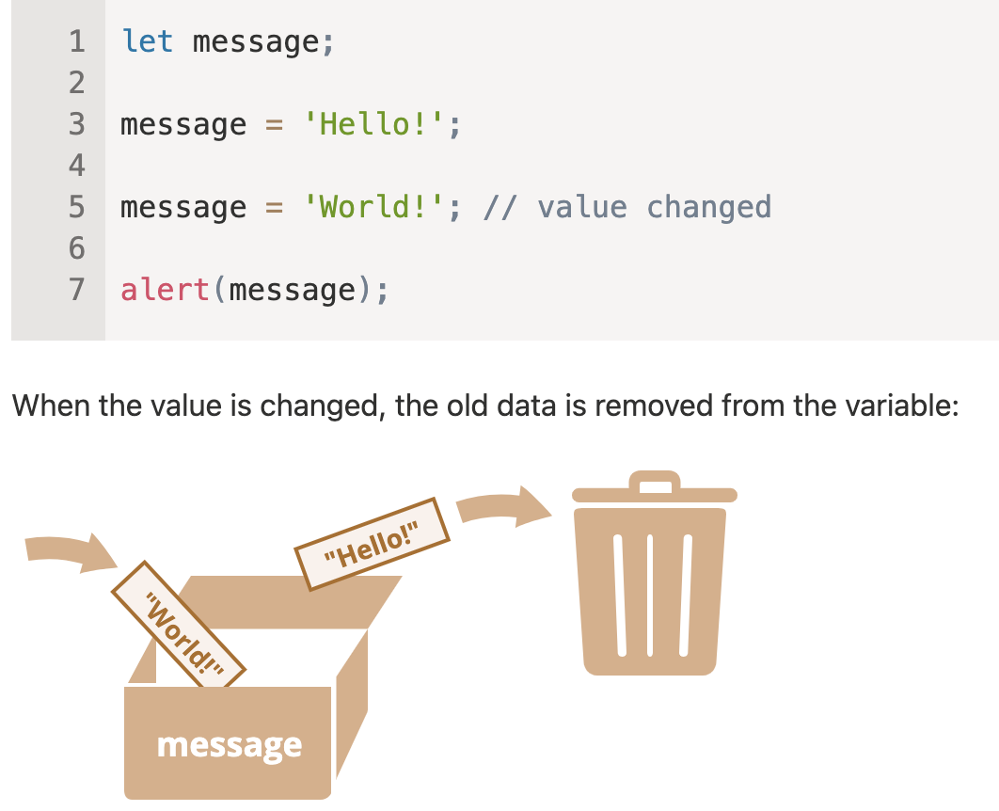 1 let message;
2
3 message = 'Hello!';
4
5 message = 'World!'; // value changed
6
7 alert(message);
When the value is changed, the old data is removed from the variable:
"Hello!"
"World!"
message